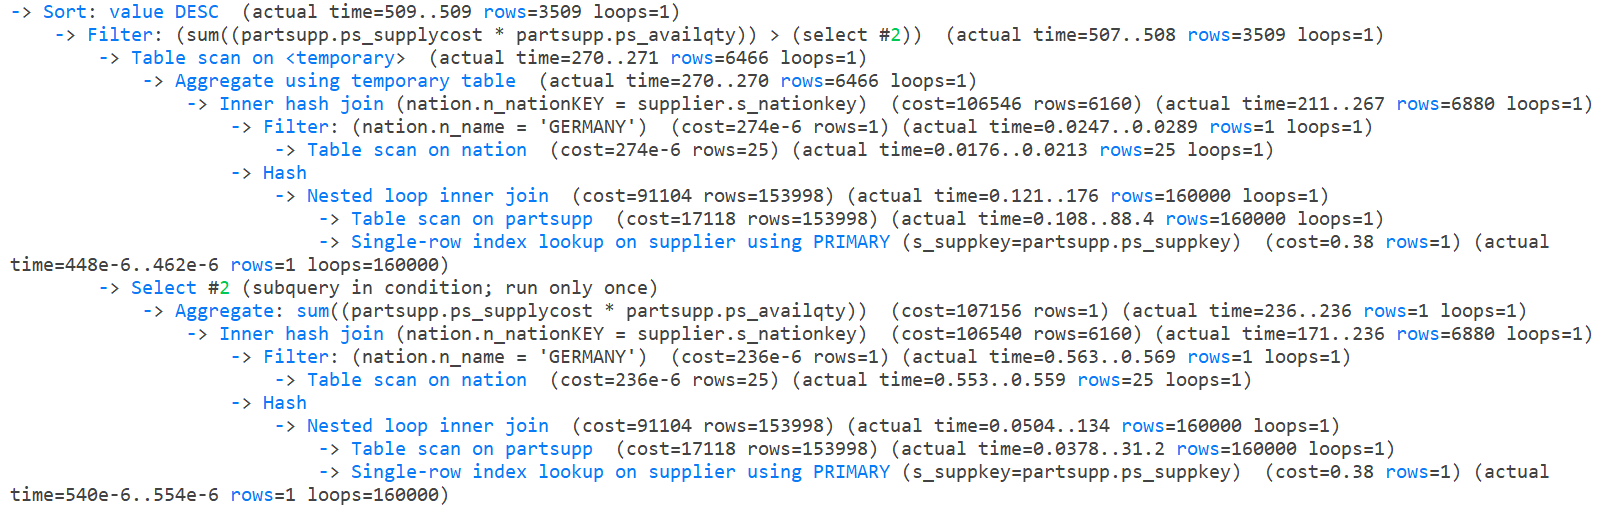 -> Sort: value DESC  (actual time=509..509 rows=3509 loops=1)
    -> Filter: (sum((partsupp.ps_supplycost * partsupp.ps_availqty)) > (select #2))  (actual time=507..508 rows=3509 loops=1)
        -> Table scan on <temporary>  (actual time=270..271 rows=6466 loops=1)
            -> Aggregate using temporary table  (actual time=270..270 rows=6466 loops=1)
                -> Inner hash join (nation.n_nationKEY = supplier.s_nationkey)  (cost=106546 rows=6160) (actual time=211..267 rows=6880 loops=1)
                    -> Filter: (nation.n_name = 'GERMANY')  (cost=274e-6 rows=1) (actual time=0.0247..0.0289 rows=1 loops=1)
                        -> Table scan on nation  (cost=274e-6 rows=25) (actual time=0.0176..0.0213 rows=25 loops=1)
                    -> Hash
                        -> Nested loop inner join  (cost=91104 rows=153998) (actual time=0.121..176 rows=160000 loops=1)
                            -> Table scan on partsupp  (cost=17118 rows=153998) (actual time=0.108..88.4 rows=160000 loops=1)
                            -> Single-row index lookup on supplier using PRIMARY (s_suppkey=partsupp.ps_suppkey)  (cost=0.38 rows=1) (actual
time=448e-6..462e-6 rows=1 loops=160000)
        -> Select #2 (subquery in condition; run only once)
            -> Aggregate: sum((partsupp.ps_supplycost * partsupp.ps_availqty))  (cost=107156 rows=1) (actual time=236..236 rows=1 loops=1)
                -> Inner hash join (nation.n_nationKEY = supplier.s_nationkey)  (cost=106540 rows=6160) (actual time=171..236 rows=6880 loops=1)
                    -> Filter: (nation.n_name = 'GERMANY')  (cost=236e-6 rows=1) (actual time=0.563..0.569 rows=1 loops=1)
                        -> Table scan on nation  (cost=236e-6 rows=25) (actual time=0.553..0.559 rows=25 loops=1)
                    -> Hash
                        -> Nested loop inner join  (cost=91104 rows=153998) (actual time=0.0504..134 rows=160000 loops=1)
                            -> Table scan on partsupp  (cost=17118 rows=153998) (actual time=0.0378..31.2 rows=160000 loops=1)
                            -> Single-row index lookup on supplier using PRIMARY (s_suppkey=partsupp.ps_suppkey)  (cost=0.38 rows=1) (actual
time=540e-6..554e-6 rows=1 loops=160000)